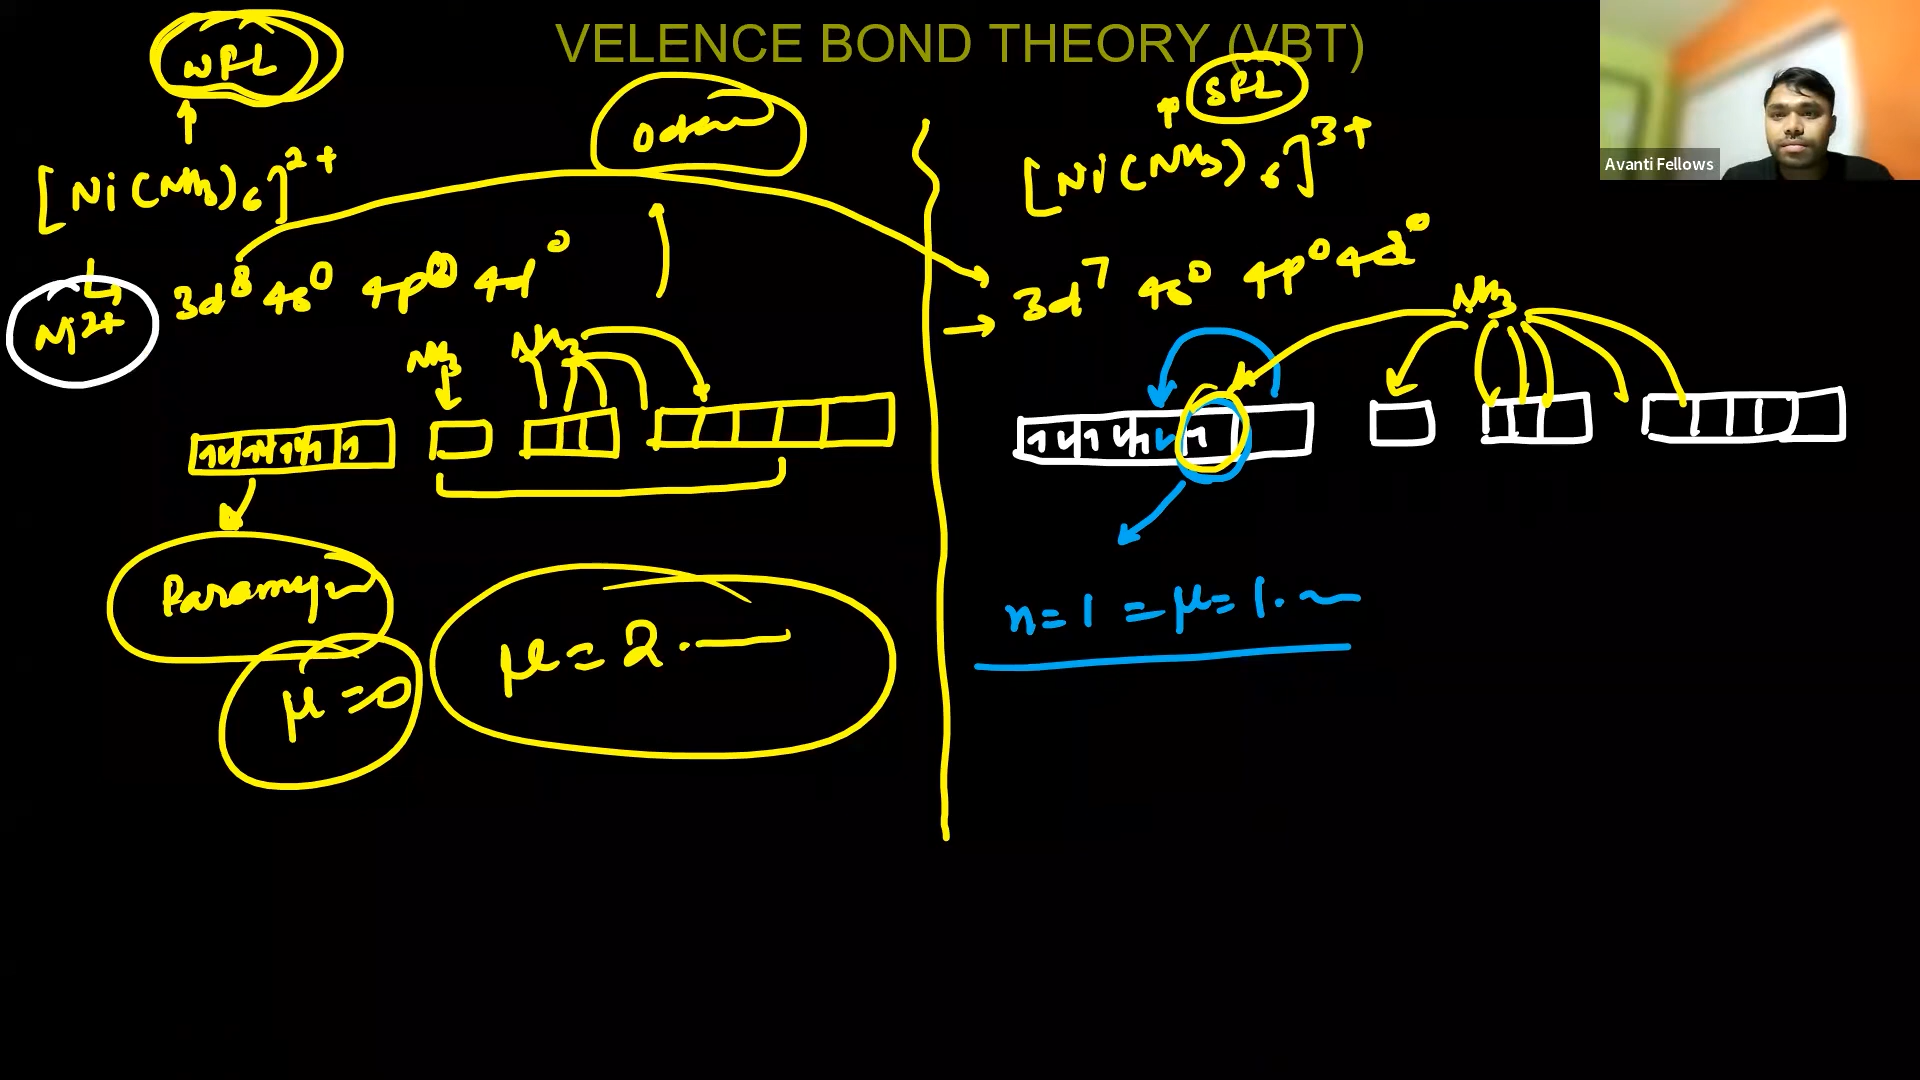 VELENCE BOND THEORY (VBT)
Avanti Fellows
WFL
[Ni(NH3)6]2+
Ni2+
3d8 4s0 4p0 4d0
NH3
NH3
Paramag
μ=0
μ=2.
SFL
[Ni(NH3)6]3+
3d7 4s0 4p0 4d0
NH3
n=1 = μ=1.